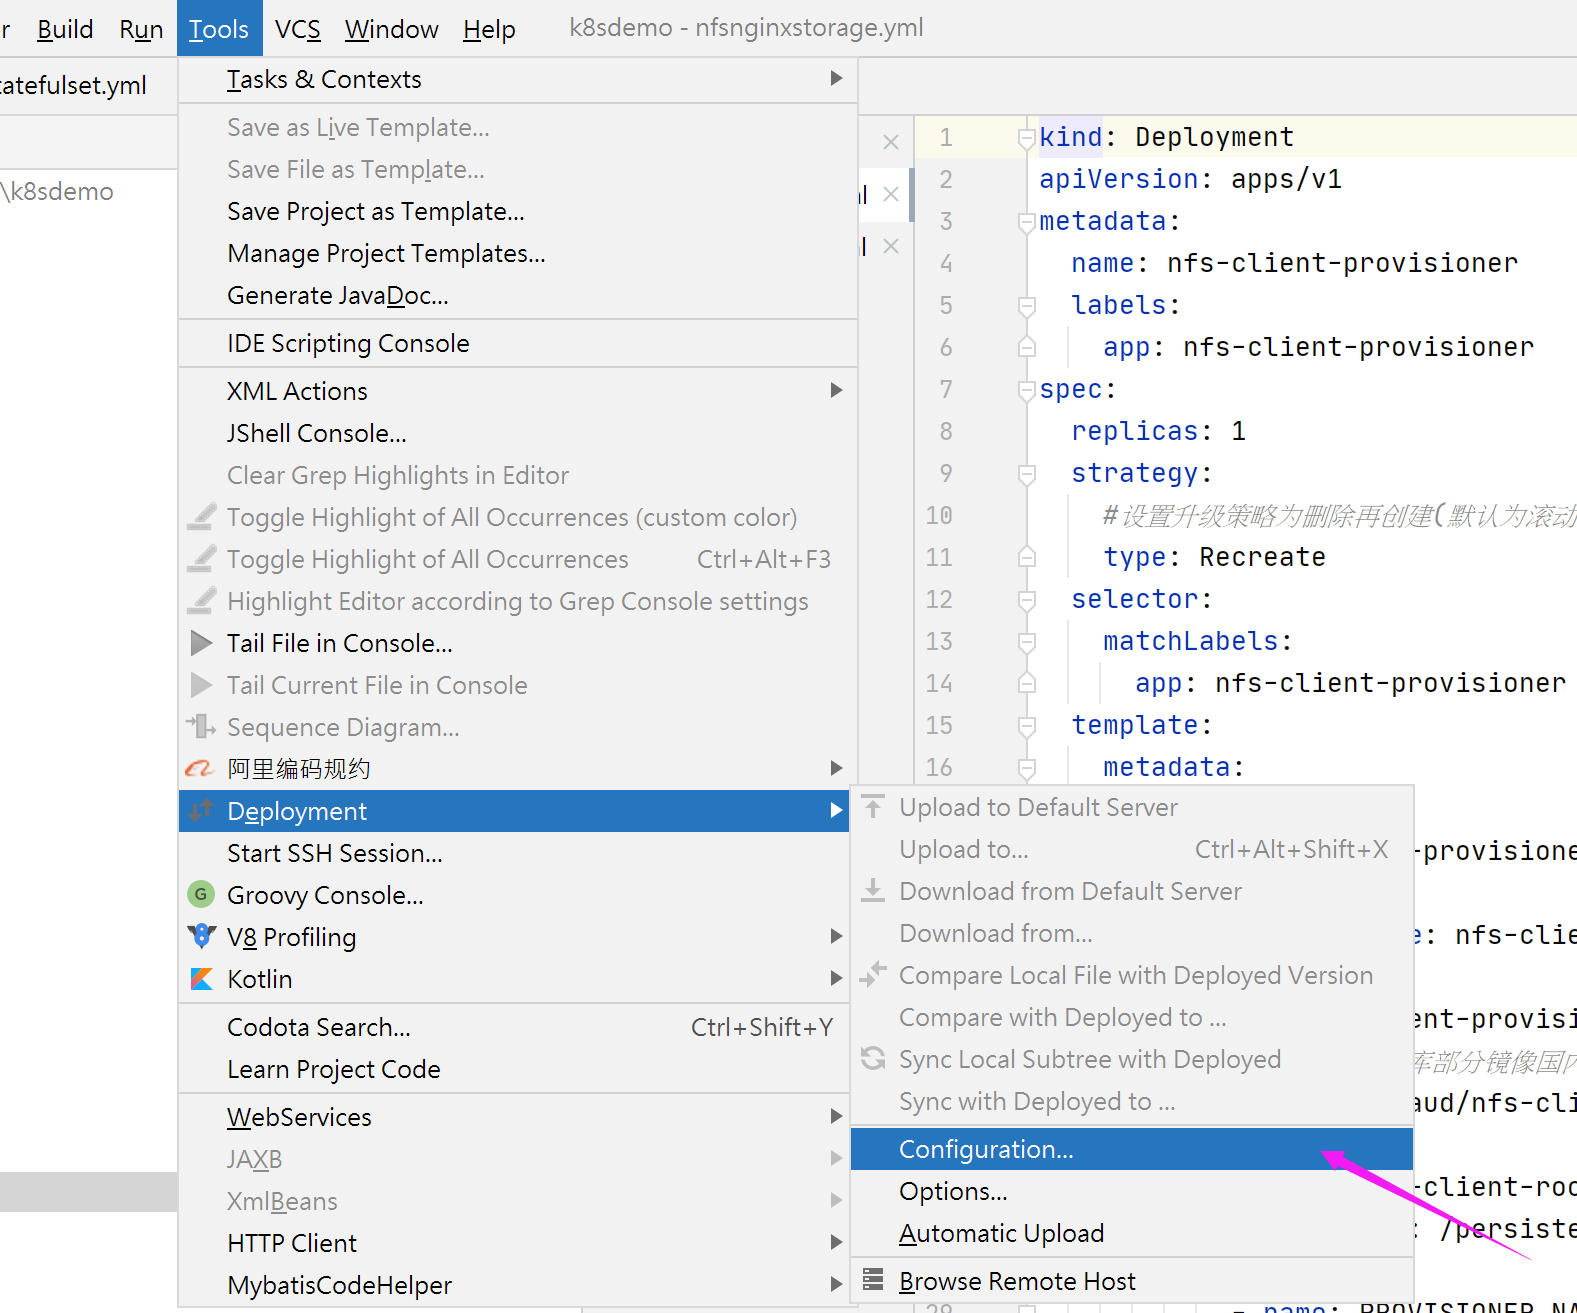 r Build Run Tools VCS Window Help k8sdemo - nfsnginxstorage.yml
tatefulset.yml
\k8sdemo
Tasks & Contexts
Save as Live Template...
Save File as Template...
Save Project as Template...
Manage Project Templates...
Generate JavaDoc...
IDE Scripting Console
XML Actions
JShell Console...
Clear Grep Highlights in Editor
Toggle Highlight of All Occurrences (custom color)
Toggle Highlight of All Occurrences Ctrl+Alt+F3
Highlight Editor according to Grep Console settings
Tail File in Console...
Tail Current File in Console
Sequence Diagram...
阿里编码规约
Deployment
Start SSH Session...
G Groovy Console...
V8 Profiling
Kotlin
Codota Search... Ctrl+Shift+Y
Learn Project Code
WebServices
JAXB
XmlBeans
HTTP Client
MybatisCodeHelper
Upload to Default Server
Upload to... Ctrl+Alt+Shift+X
Download from Default Server
Download from...
Compare Local File with Deployed Version
Compare with Deployed to ...
Sync Local Subtree with Deployed
Sync with Deployed to ...
Configuration...
Options...
Automatic Upload
Browse Remote Host
l
l
1 kind: Deployment
2 apiVersion: apps/v1
3 metadata:
4 name: nfs-client-provisioner
5 labels:
6 app: nfs-client-provisioner
7 spec:
8 replicas: 1
9 strategy:
10 #设置升级策略为删除再创建(默认为滚动
11 type: Recreate
12 selector:
13 matchLabels:
14 app: nfs-client-provisioner
15 template:
16 metadata:
-provisione
e: nfs-clie
ent-provisi
库部分镜像国内
aud/nfs-cli
-client-roo
: /persiste
29 - name: PROVISIONER_NA